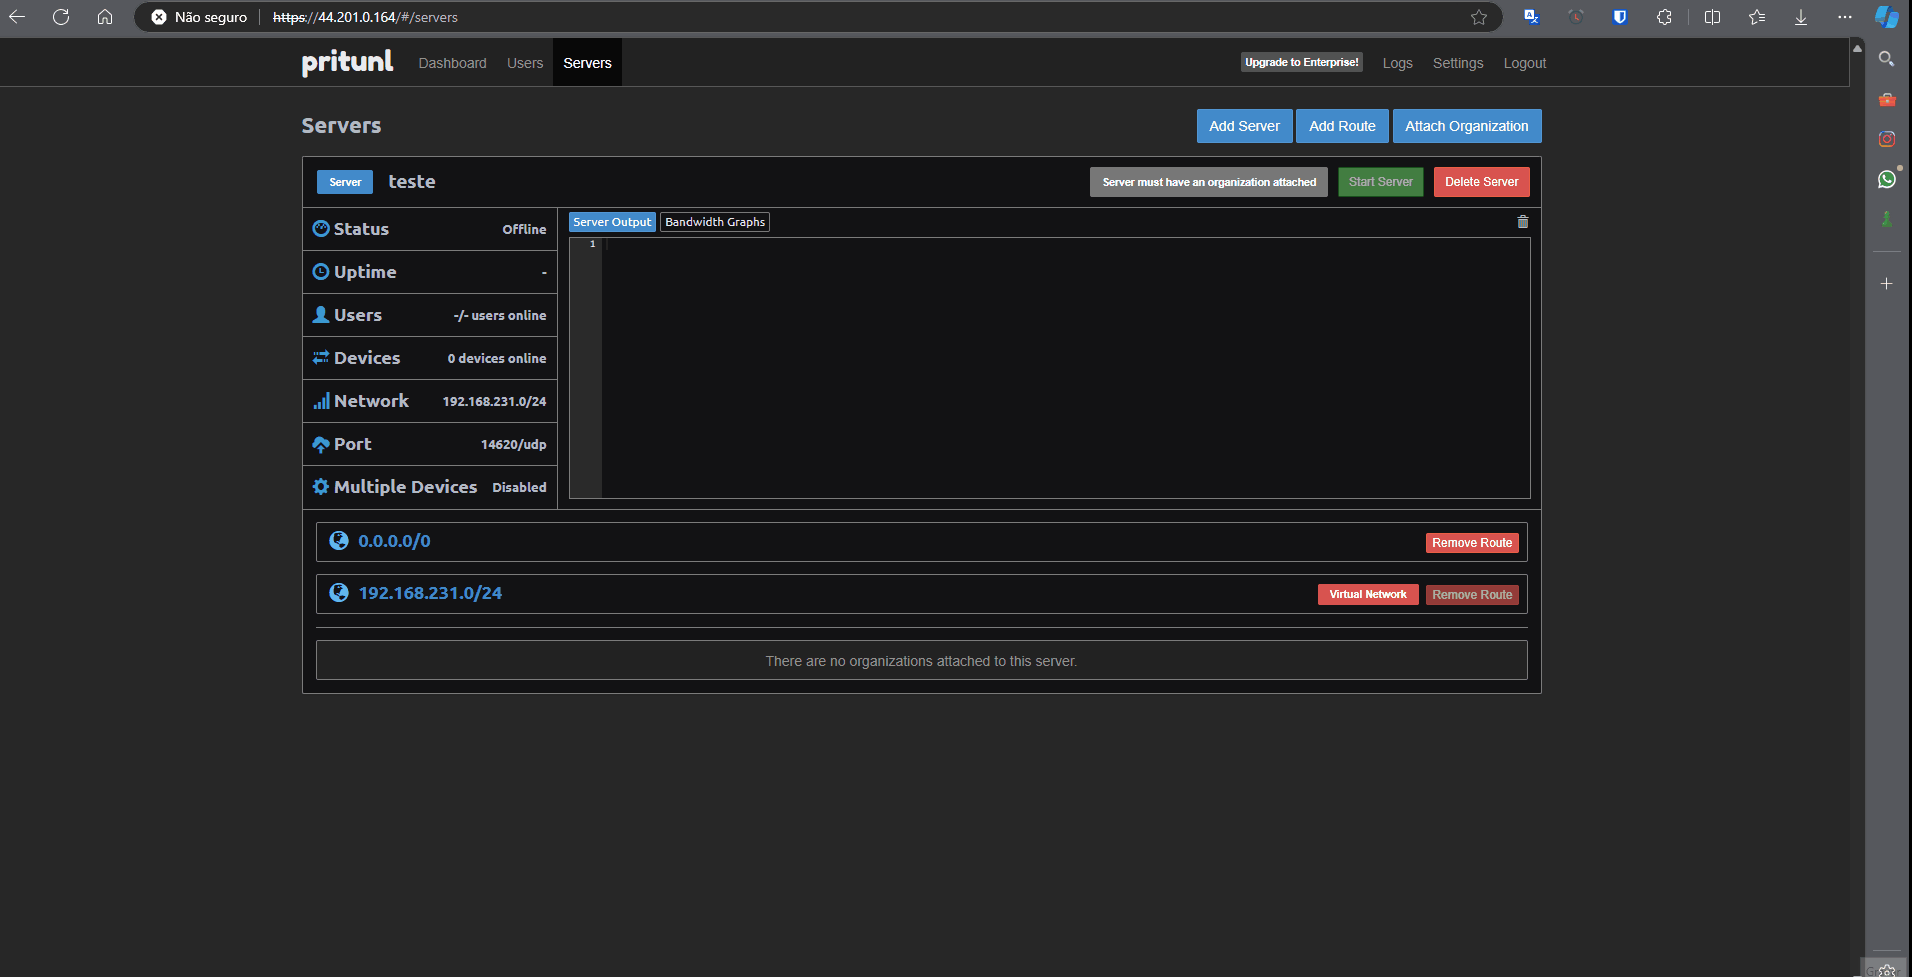 Não seguro https://44.201.0.164/#/servers
pritunl Dashboard Users Servers Upgrade to Enterprise! Logs Settings Logout
Servers Add Server Add Route Attach Organization
Server teste Server must have an organization attached Start Server Delete Server
Status Offline
Server Output Bandwidth Graphs
1
Uptime -
Users -/- users online
Devices 0 devices online
Network 192.168.231.0/24
Port 14620/udp
Multiple Devices Disabled
0.0.0.0/0 Remove Route
192.168.231.0/24 Virtual Network Remove Route
There are no organizations attached to this server.